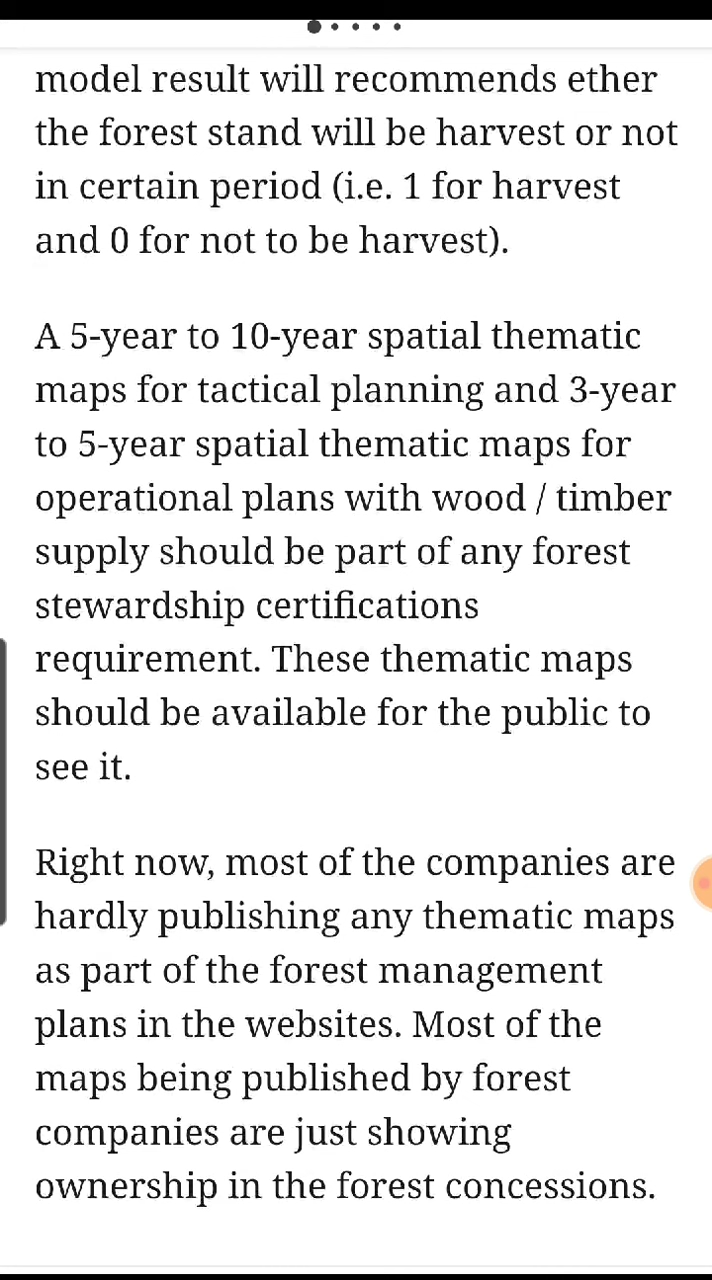 model result will recommends ether
the forest stand will be harvest or not
in certain period (i.e. 1 for harvest
and 0 for not to be harvest).
A 5-year to 10-year spatial thematic
maps for tactical planning and 3-year
to 5-year spatial thematic maps for
operational plans with wood / timber
supply should be part of any forest
stewardship certifications
requirement. These thematic maps
should be available for the public to
see it.
Right now, most of the companies are
hardly publishing any thematic maps
as part of the forest management
plans in the websites. Most of the
maps being published by forest
companies are just showing
ownership in the forest concessions.